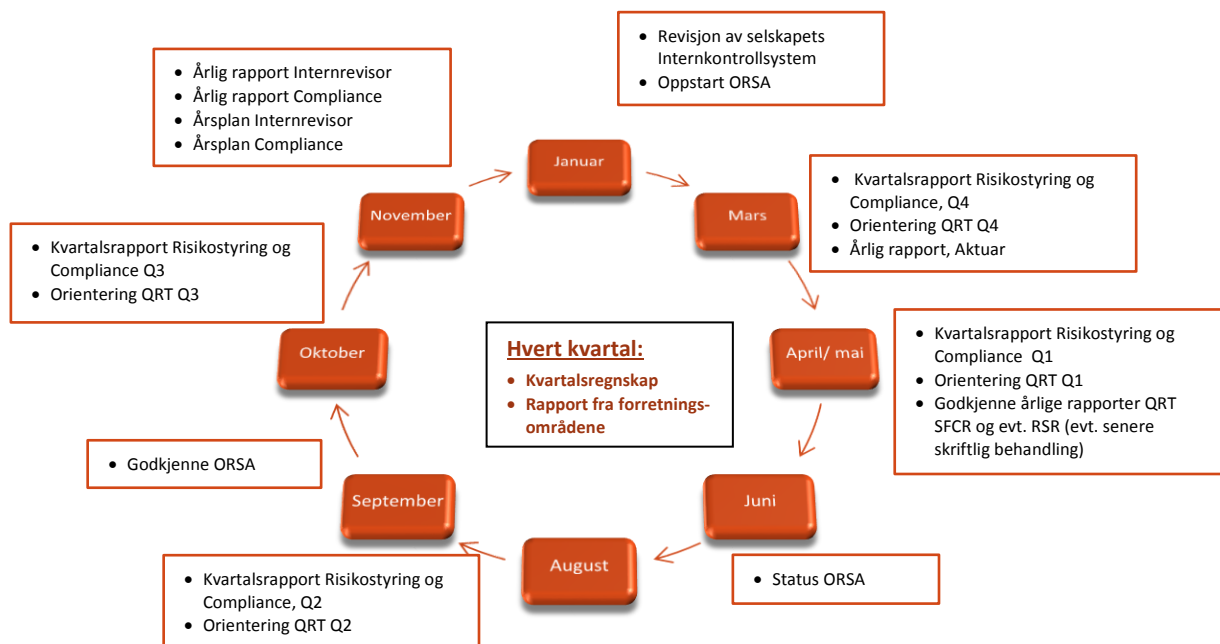 • Revisjon av selskapets
Internkontrollsystem
• Oppstart ORSA
• Årlig rapport Internrevisor
• Årlig rapport Compliance
• Årsplan Internrevisor
• Årsplan Compliance
Januar
November
Mars
• Kvartalsrapport Risikostyring og
Compliance, Q4
• Orientering QRT Q4
• Årlig rapport, Aktuar
• Kvartalsrapport Risikostyring og
Compliance Q3
• Orientering QRT Q3
Oktober
Hvert kvartal:
• Kvartalsregnskap
• Rapport fra forretnings-
områdene
April/ mai
• Kvartalsrapport Risikostyring og
Compliance Q1
• Orientering QRT Q1
• Godkjenne årlige rapporter QRT
SFCR og evt. RSR (evt. senere
skriftlig behandling)
• Godkjenne ORSA
September
Juni
August
• Status ORSA
• Kvartalsrapport Risikostyring og
Compliance, Q2
• Orientering QRT Q2